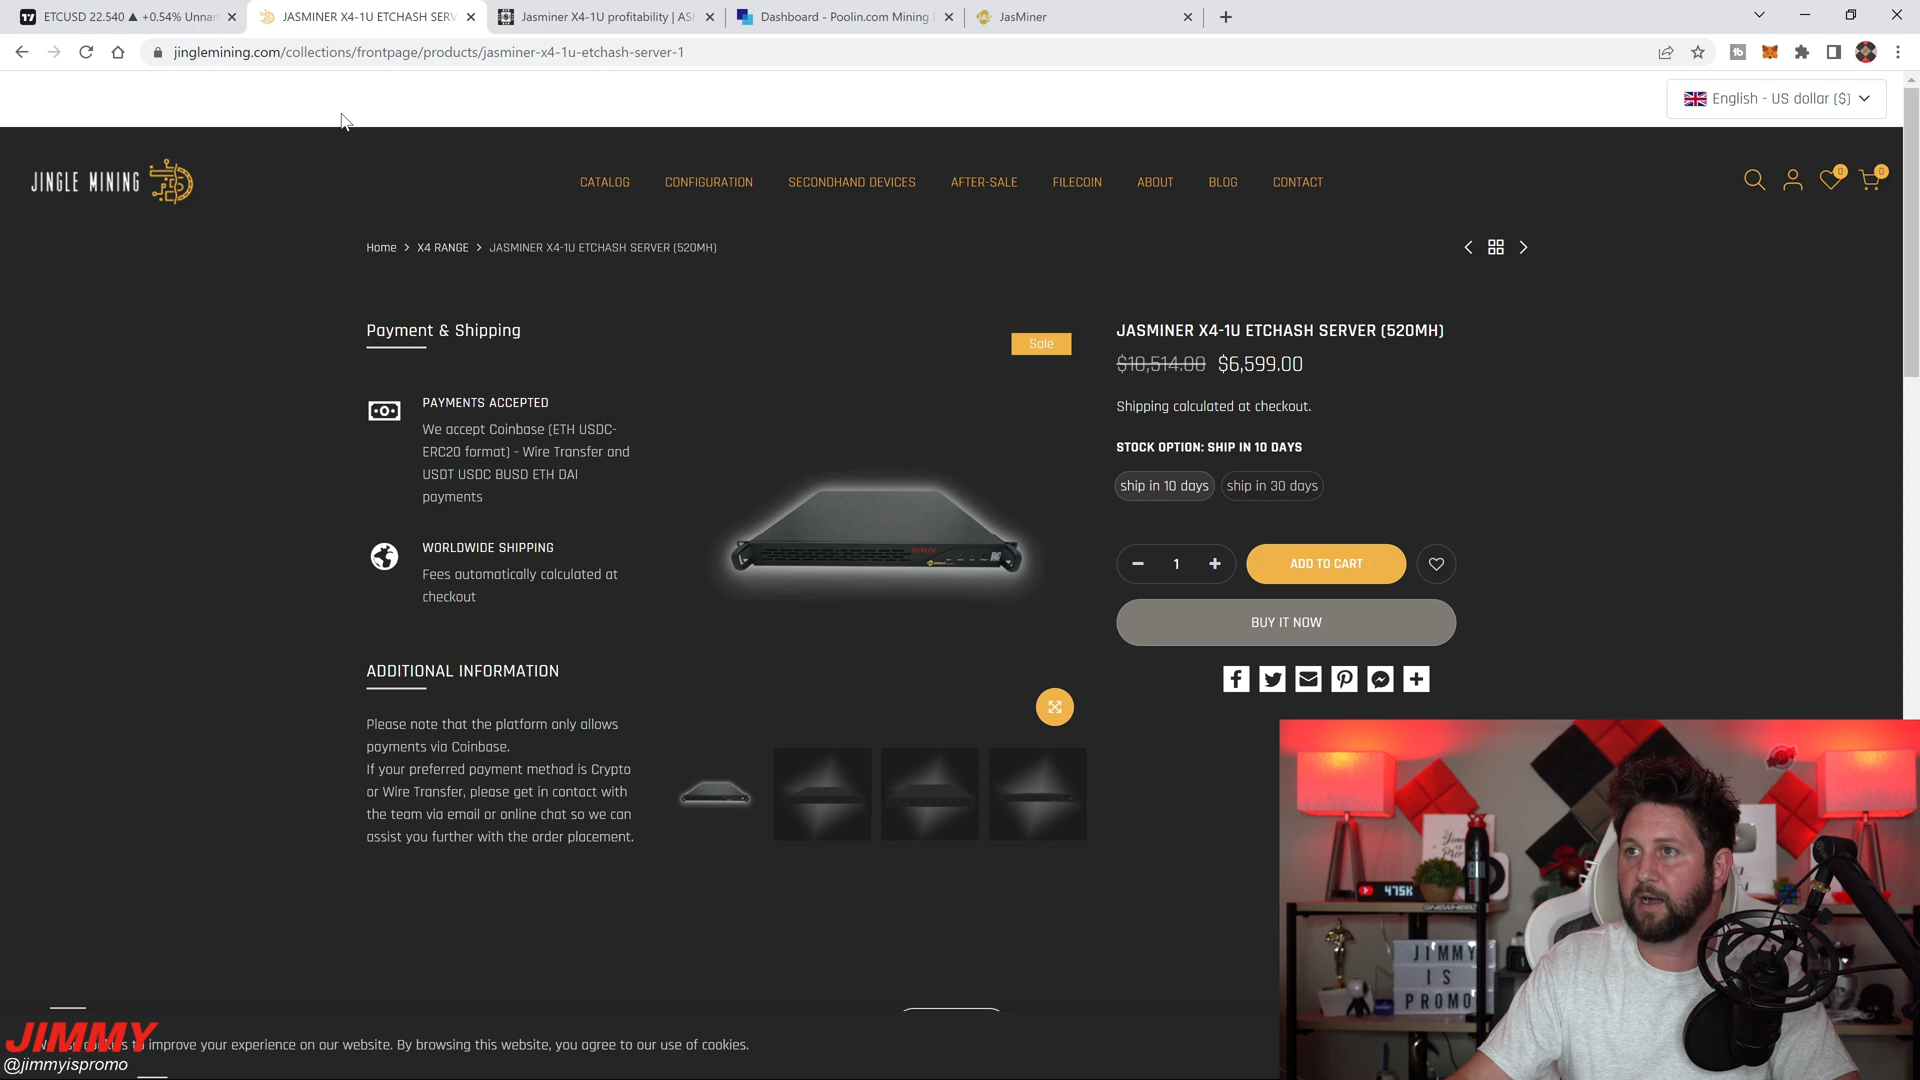 ETCUSD 22.540 ▲ +0.54% Unnan
JASMINER X4-1U ETCHASH SERV
Jasminer X4-1U profitability | ASI
Dashboard - Poolin.com Mining
JasMiner
jinglemining.com/collections/frontpage/products/jasminer-x4-1u-etchash-server-1
English - US dollar ($)
JINGLE MINING
CATALOG
CONFIGURATION
SECONDHAND DEVICES
AFTER-SALE
FILECOIN
ABOUT
BLOG
CONTACT
0
0
Home > X4 RANGE > JASMINER X4-1U ETCHASH SERVER (520MH)
Payment & Shipping
PAYMENTS ACCEPTED
We accept Coinbase (ETH USDC-
ERC20 format) - Wire Transfer and
USDT USDC BUSD ETH DAI
payments
WORLDWIDE SHIPPING
Fees automatically calculated at
checkout
ADDITIONAL INFORMATION
Please note that the platform only allows
payments via Coinbase.
If your preferred payment method is Crypto
or Wire Transfer, please get in contact with
the team via email or online chat so we can
assist you further with the order placement.
Sale
JASMINER X4-1U ETCHASH SERVER (520MH)
$10,514.00 $6,599.00
Shipping calculated at checkout.
STOCK OPTION: SHIP IN 10 DAYS
ship in 10 days
ship in 30 days
1
ADD TO CART
BUY IT NOW
475K
ONEWHEEL
JIMMY
IS
PROMO
JIMMY
to improve your experience on our website. By browsing this website, you agree to our use of cookies.
@jimmyispromo